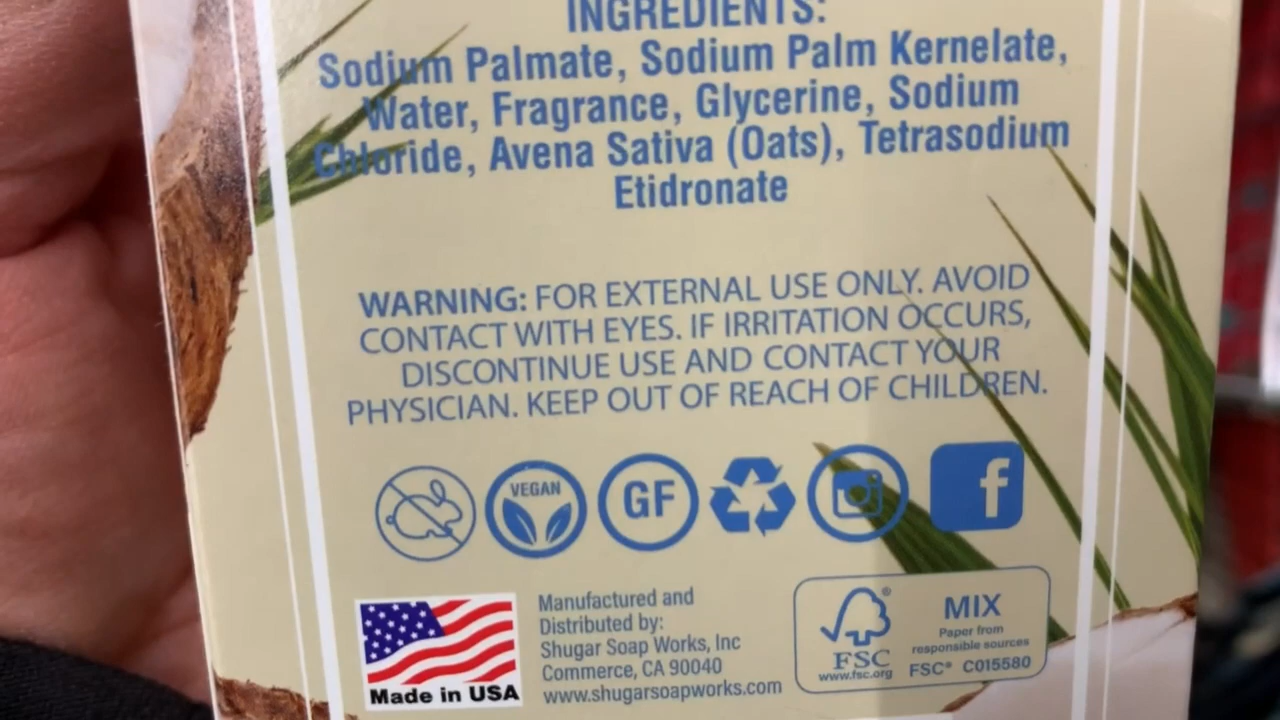 INGREDIENTS:
Sodium Palmate, Sodium Palm Kernelate,
Water, Fragrance, Glycerine, Sodium
Chloride, Avena Sativa (Oats), Tetrasodium
Etidronate
WARNING: FOR EXTERNAL USE ONLY. AVOID
CONTACT WITH EYES. IF IRRITATION OCCURS,
DISCONTINUE USE AND CONTACT YOUR
PHYSICIAN. KEEP OUT OF REACH OF CHILDREN.
VEGAN
GF
f
Made in USA
Manufactured and
Distributed by:
Shugar Soap Works, Inc
Commerce, CA 90040
www.shugarsoapworks.com
®
FSC
www.fsc.org
MIX
Paper from
responsible sources
FSC® C015580